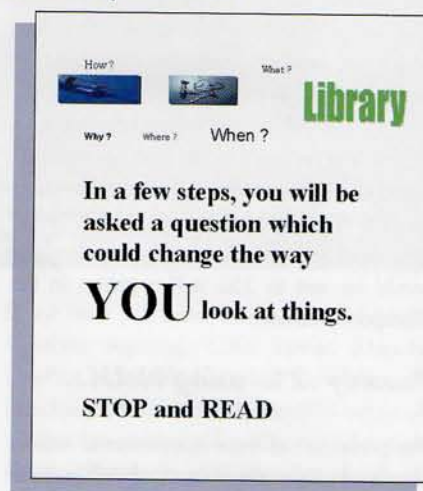 How ?
What ?
Library
Why ?
Where ?
When ?
In a few steps, you will be
asked a question which
could change the way
YOU look at things.
STOP and READ